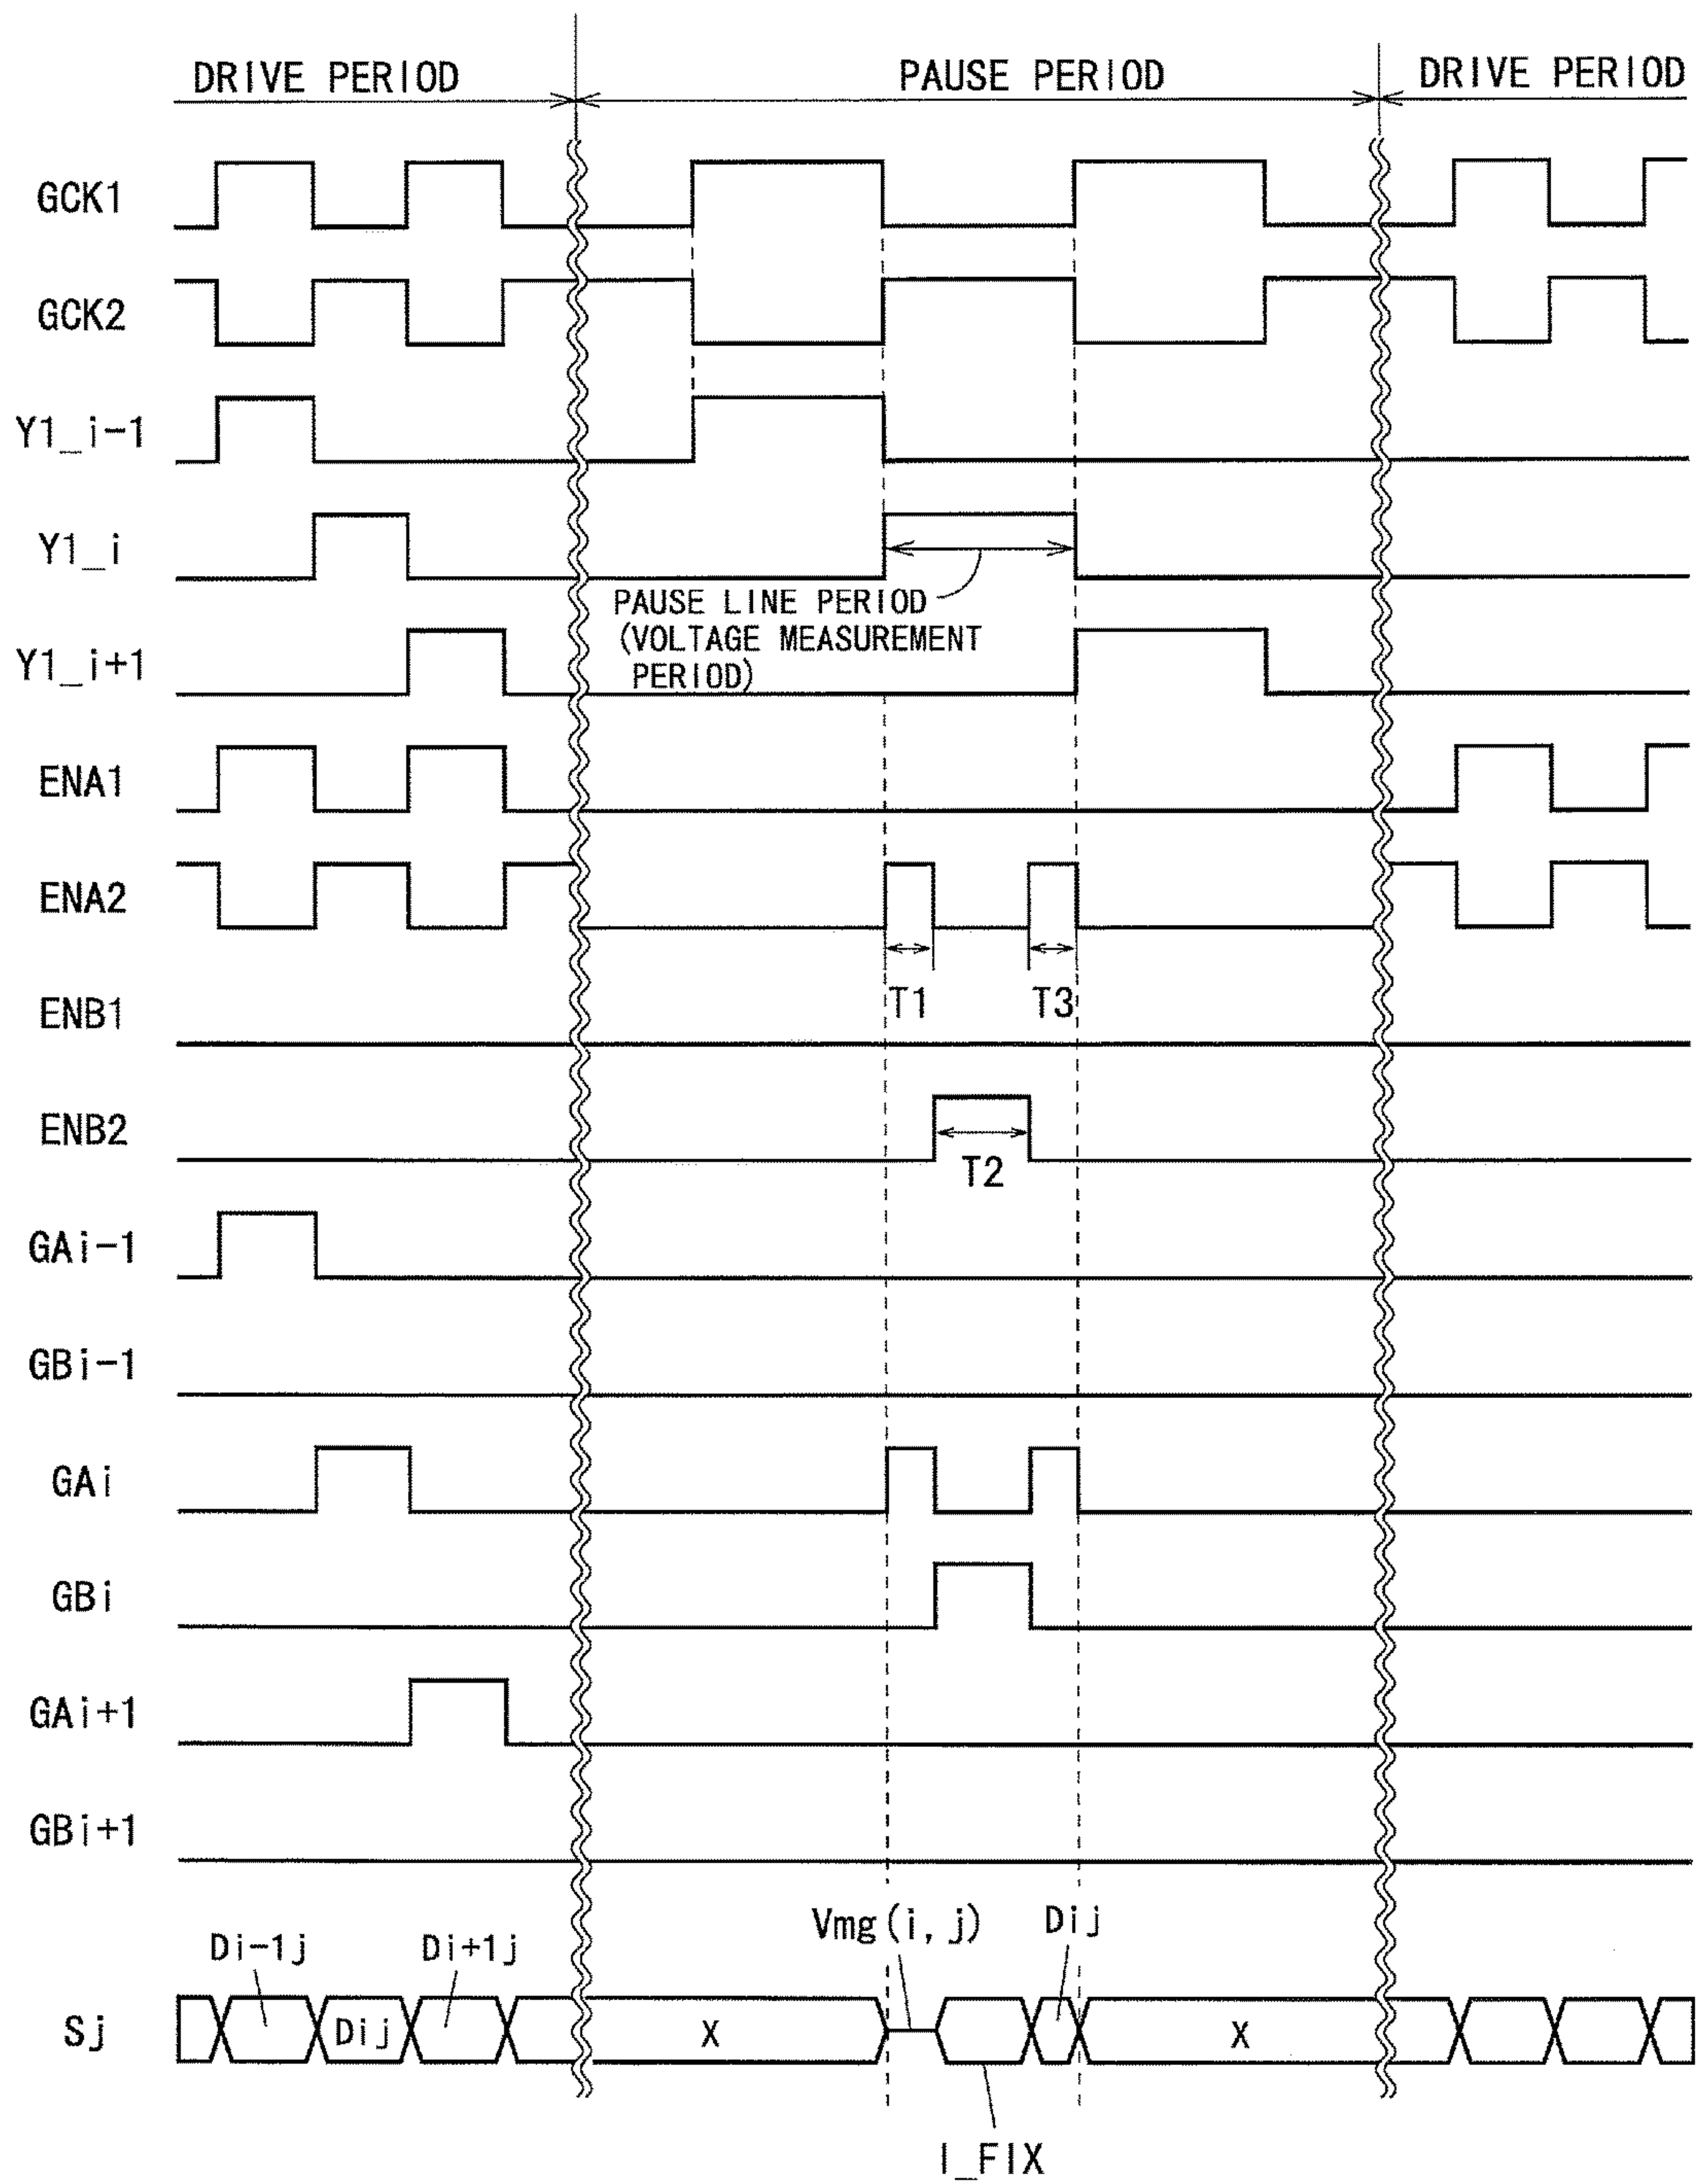 DRIVE PERIOD PAUSE PERIOD DRIVE PERIOD
GCK1
GCK2
Y1_i-1
Y1_i
PAUSE LINE PERIOD
(VOLTAGE MEASUREMENT
PERIOD)
Y1_i+1
ENA1
ENA2
T1 T3
ENB1
ENB2
T2
GAi-1
GBi-1
GAi
GBi
GAi+1
GBi+1
Vmg(i,j) Dij
Di-1j Di+1j
Sj Dij X X
I_FIX